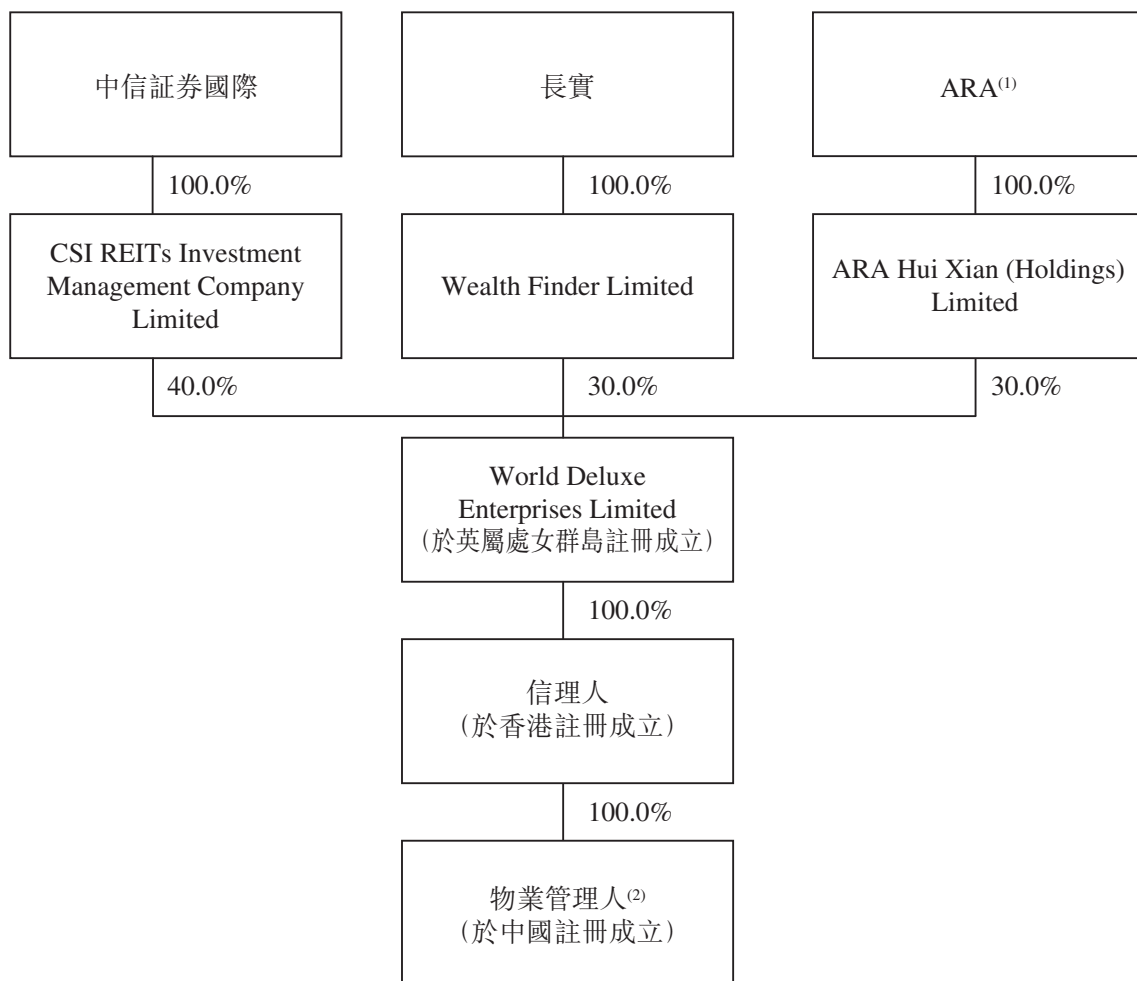 中信証券國際
長實
ARA(1)
100.0%
100.0%
100.0%
CSI REITs Investment
Management Company
Limited
Wealth Finder Limited
ARA Hui Xian (Holdings)
Limited
40.0%
30.0%
30.0%
World Deluxe
Enterprises Limited
(於英屬處女群島註冊成立)
100.0%
信理人
(於香港註冊成立)
100.0%
物業管理人(2)
(於中國註冊成立)